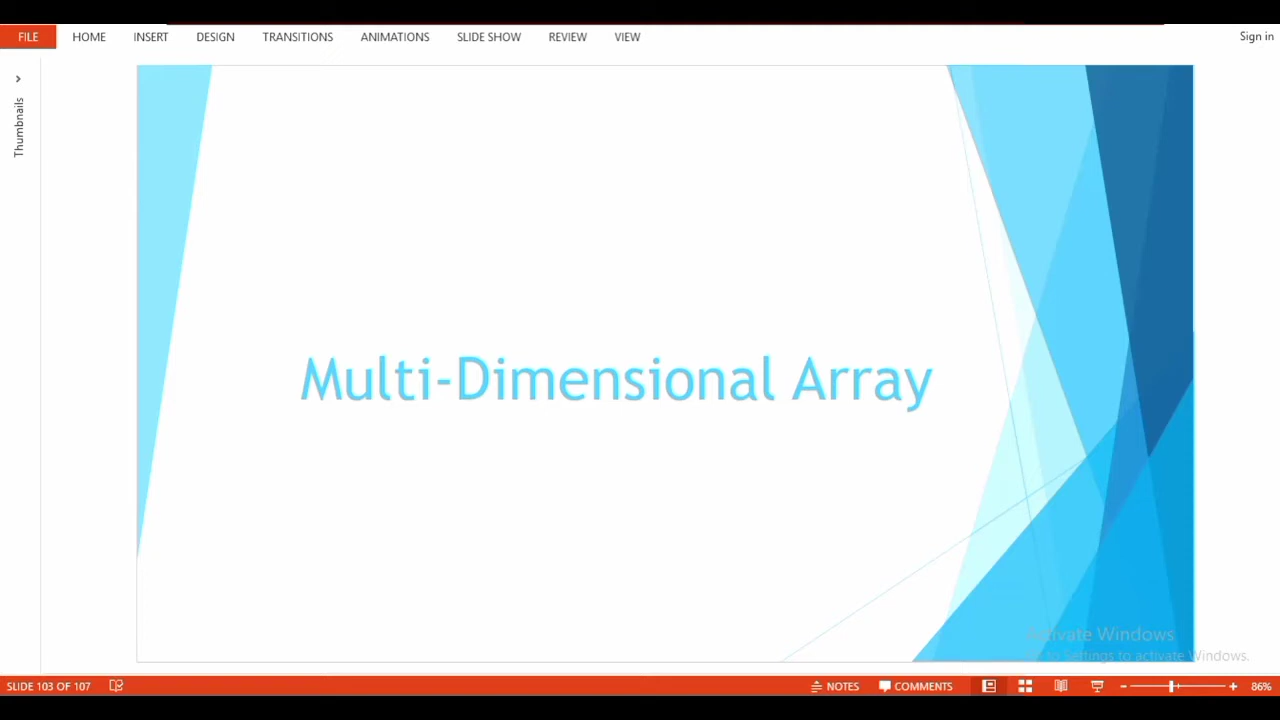 FILE HOME INSERT DESIGN TRANSITIONS ANIMATIONS SLIDE SHOW REVIEW VIEW Sign in
Thumbnails
Multi-Dimensional Array
Activate Windows
Go to Settings to activate Windows.
SLIDE 103 OF 107 NOTES COMMENTS 86%